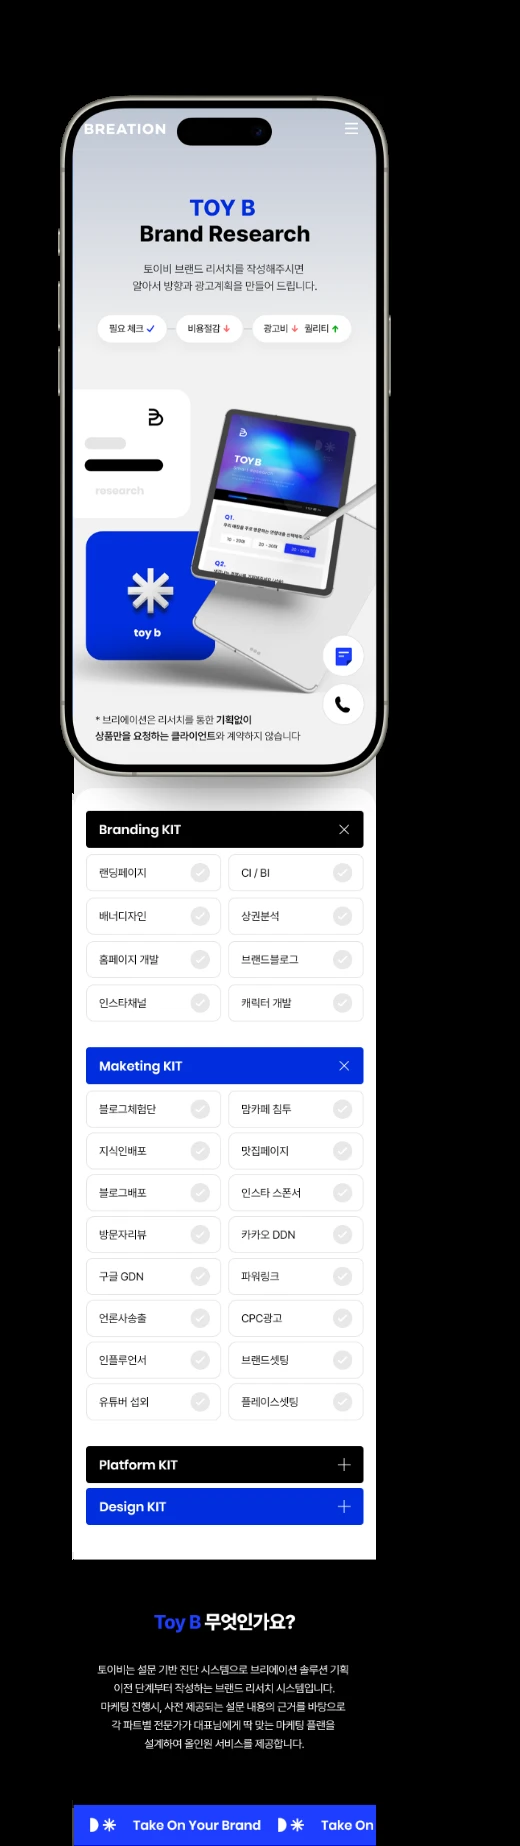 BREATION
TOY B
Brand Research
토이비 브랜드 리서치를 작성해주시면
알아서 방향과 광고계획을 만들어 드립니다.
필요 체크 비용절감 광고비 퀄리티
research
TOY B
Q1.
10 - 20대 20 - 30대
Q2.
toy b
* 브리에이션은 리서치를 통한 기획없이
상품만을 요청하는 클라이언트와 계약하지 않습니다
Branding KIT
랜딩페이지 CI / BI
배너디자인 상권분석
홈페이지 개발 브랜드블로그
인스타채널 캐릭터 개발
Maketing KIT
블로그체험단 맘카페 침투
지식인배포 맛집페이지
블로그배포 인스타 스폰서
방문자리뷰 카카오 DDN
구글 GDN 파워링크
언론사송출 CPC광고
인플루언서 브랜드셋팅
유튜버 섭외 플레이스셋팅
Platform KIT
Design KIT
Toy B 무엇인가요?
토이비는 설문 기반 진단 시스템으로 브리에이션 솔루션 기획
이전 단계부터 작성하는 브랜드 리서치 시스템입니다.
마케팅 진행시, 사전 제공되는 설문 내용의 근거를 바탕으로
각 파트별 전문가가 대표님에게 딱 맞는 마케팅 플랜을
설계하여 올인원 서비스를 제공합니다.
Take On Your Brand Take On